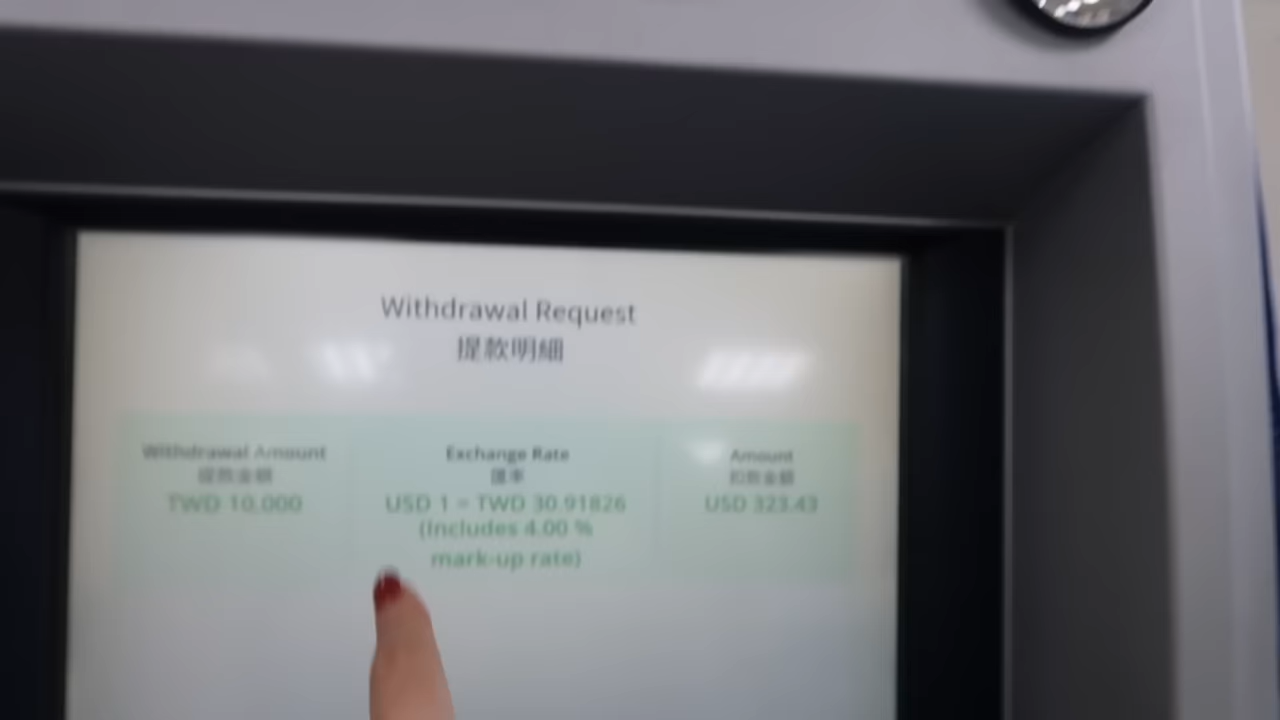 Withdrawal Request
提款明細
Withdrawal Amount
提款金額
TWD 10,000
Exchange Rate
匯率
USD 1 = TWD 30.91826
(Includes 4.00 %
mark-up rate)
Amount
扣款金額
USD 323.43